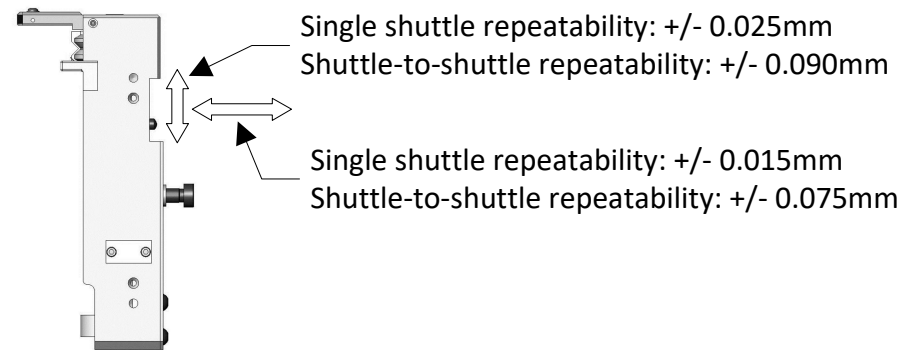 Single shuttle repeatability: +/- 0.025mm
Shuttle-to-shuttle repeatability: +/- 0.090mm
Single shuttle repeatability: +/- 0.015mm
Shuttle-to-shuttle repeatability: +/- 0.075mm